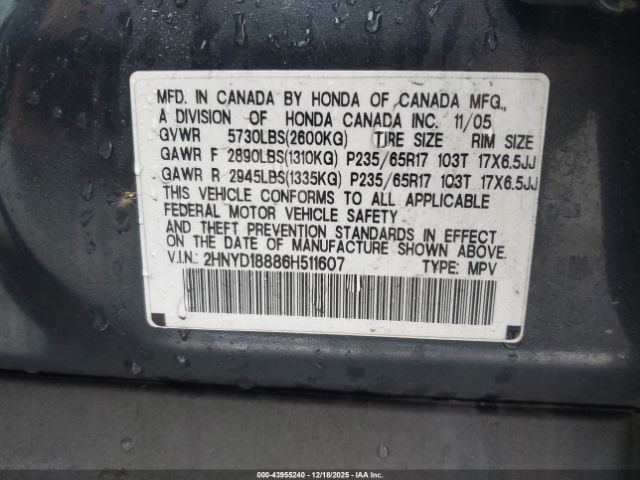 MFD. IN CANADA BY HONDA OF CANADA MFG.,
A DIVISION OF HONDA CANADA INC. 11/05
GVWR 5730LBS(2600KG) TIRE SIZE RIM SIZE
GAWR F 2890LBS(1310KG) P235/65R17 103T 17X6.5JJ
GAWR R 2945LBS(1335KG) P235/65R17 103T 17X6.5JJ
THIS VEHICLE CONFORMS TO ALL APPLICABLE
FEDERAL MOTOR VEHICLE SAFETY
AND THEFT PREVENTION STANDARDS IN EFFECT
ON THE DATE OF MANUFACTURE SHOWN ABOVE.
V.I.N.: 2HNYD18886H511607 TYPE: MPV
000-43955240 - 12/18/2025 - IAAI.COM